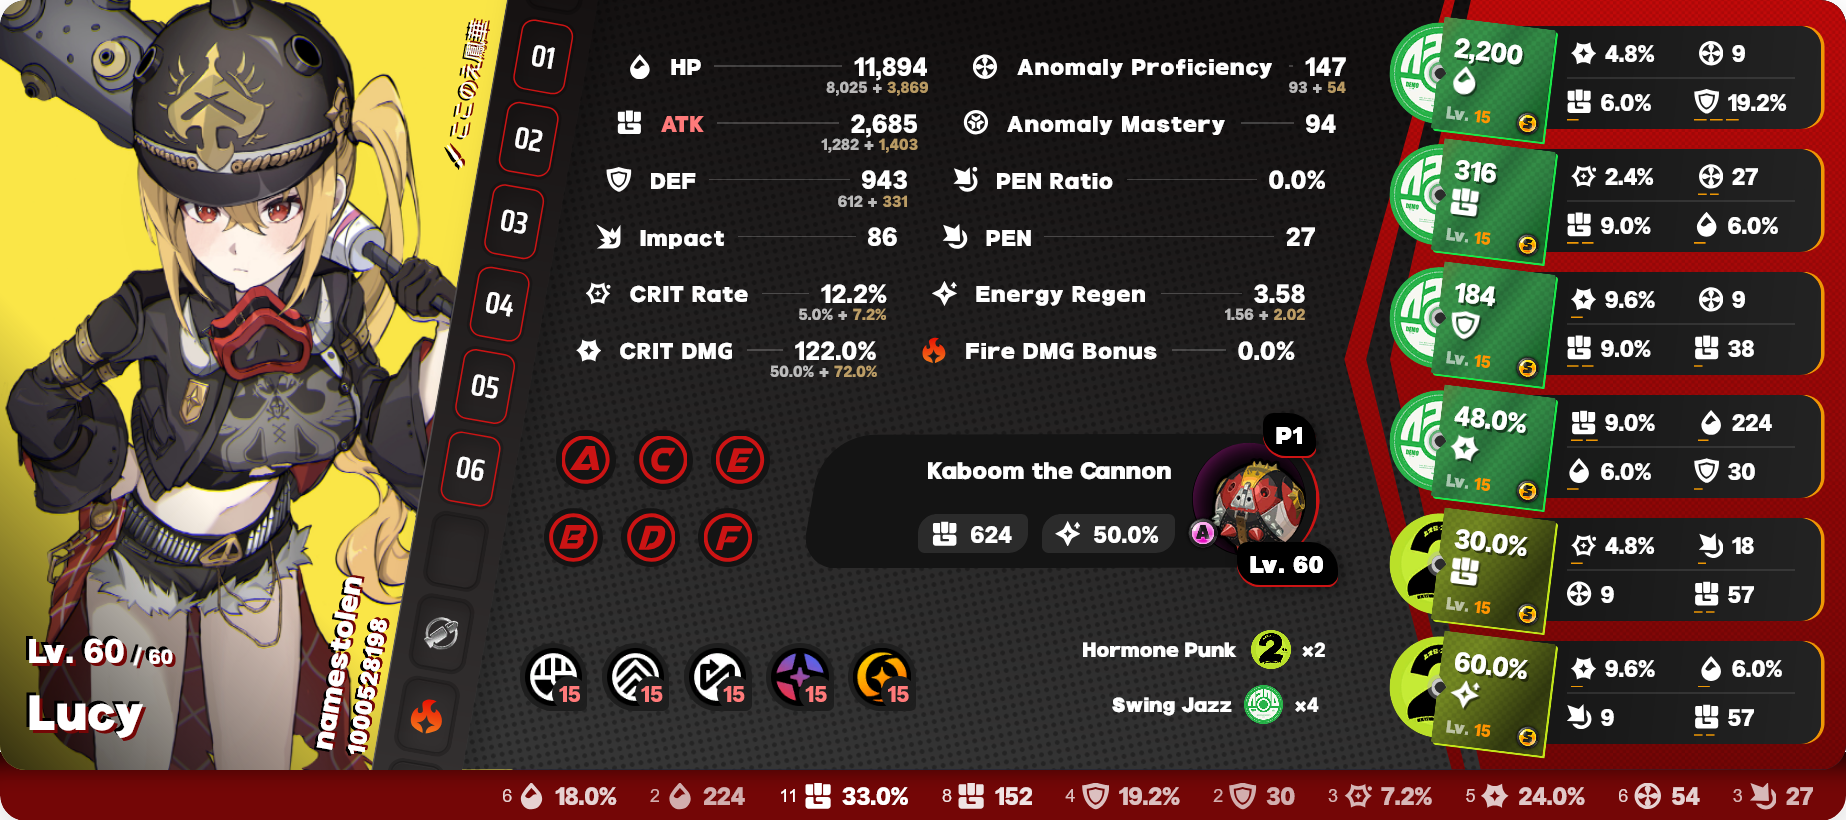 ここのえ鳳華
Lv. 60 / 60
Lucy
namestolen
1000528198
01
02
03
04
05
06
HP 11,894
8,025 + 3,869
ATK 2,685
1,282 + 1,403
DEF 943
612 + 331
Impact 86
CRIT Rate 12.2%
5.0% + 7.2%
CRIT DMG 122.0%
50.0% + 72.0%
Anomaly Proficiency 147
93 + 54
Anomaly Mastery 94
PEN Ratio 0.0%
PEN 27
Energy Regen 3.58
1.56 + 2.02
Fire DMG Bonus 0.0%
A C E
B D F
15 15 15 15 15
P1
Kaboom the Cannon
624 50.0% A
Lv. 60
Hormone Punk 2 ×2
Swing Jazz ×4
2,200
Lv. 15 S
4.8% 9
6.0% 19.2%
316
Lv. 15 S
2.4% 27
9.0% 6.0%
184
Lv. 15 S
9.6% 9
9.0% 38
48.0%
Lv. 15 S
9.0% 224
6.0% 30
30.0%
Lv. 15 S
4.8% 18
9 57
60.0%
Lv. 15 S
9.6% 6.0%
9 57
6 18.0% 2 224 11 33.0% 8 152 4 19.2% 2 30 3 7.2% 5 24.0% 6 54 3 27